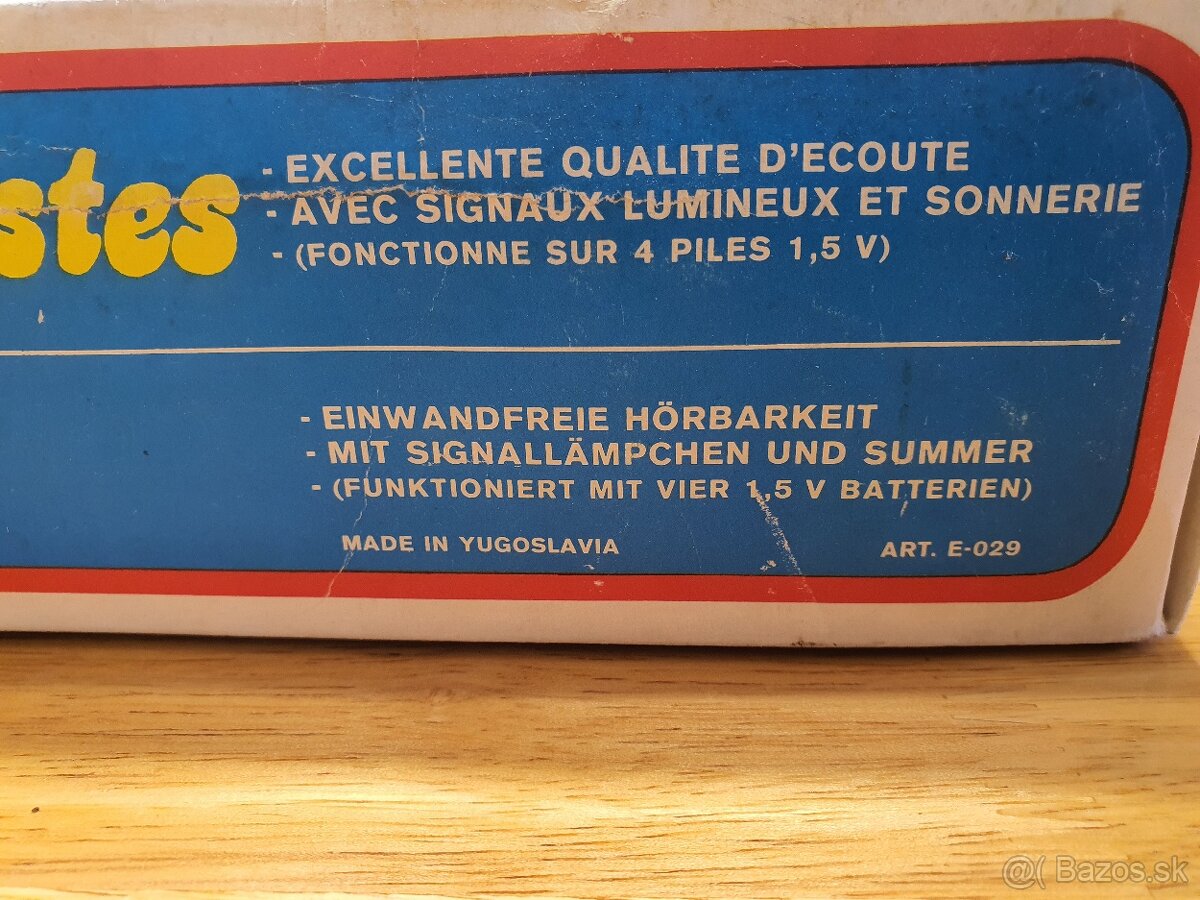 stes
- EXCELLENTE QUALITE D'ECOUTE
- AVEC SIGNAUX LUMINEUX ET SONNERIE
- (FONCTIONNE SUR 4 PILES 1,5 V)
- EINWANDFREIE HÖRBARKEIT
- MIT SIGNALLÄMPCHEN UND SUMMER
- (FUNKTIONIERT MIT VIER 1,5 V BATTERIEN)
MADE IN YUGOSLAVIA ART. E-029
@( Bazos.sk